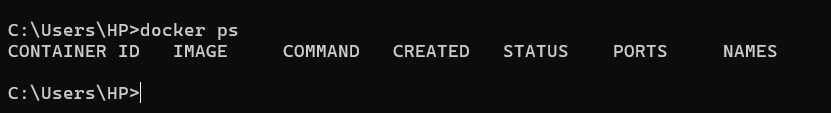 C:\Users\HP>docker ps
CONTAINER ID   IMAGE     COMMAND   CREATED   STATUS    PORTS     NAMES
C:\Users\HP>